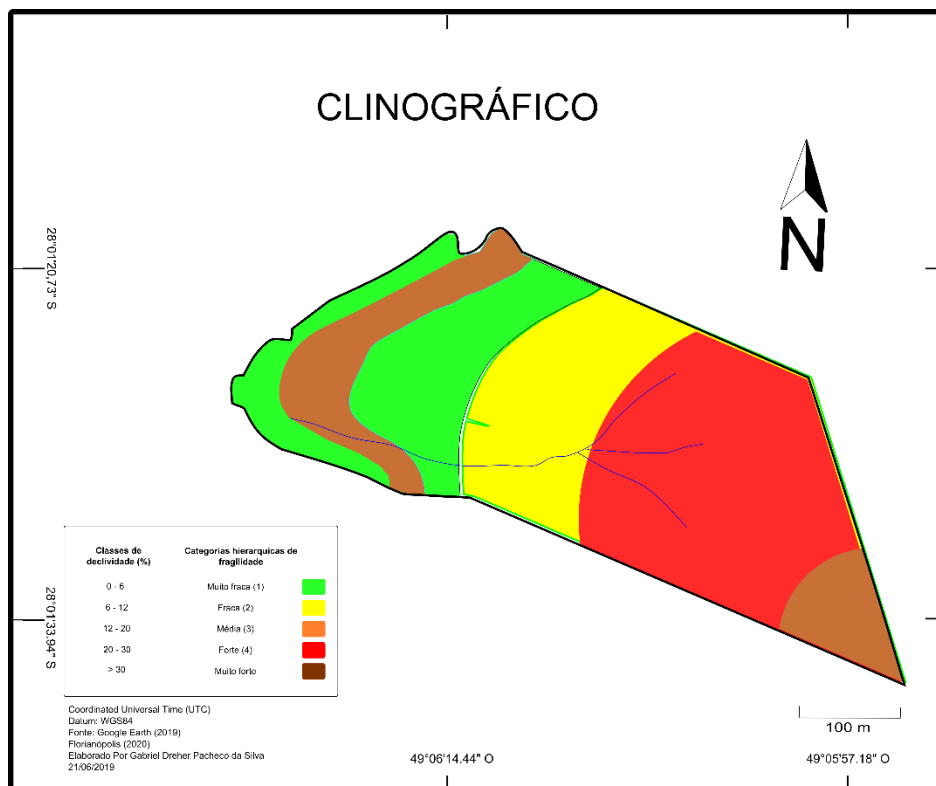 CLINOGRÁFICO
N
28°01'20,73" S
28°01'33.94" S
Classes de declividade (%)
Categorias hierarquicas de fragilidade
0 - 6 Muito fraca (1)
6 - 12 Fraca (2)
12 - 20 Média (3)
20 - 30 Forte (4)
> 30 Muito forto
Coordinated Universal Time (UTC)
Datum: WGS84
Fonte: Google Earth (2019)
Florianópolis (2020)
Elaborado Por Gabriel Dreher Pacheco da Silva
21/06/2019
100 m
49°06'14.44" O
49°05'57.18" O